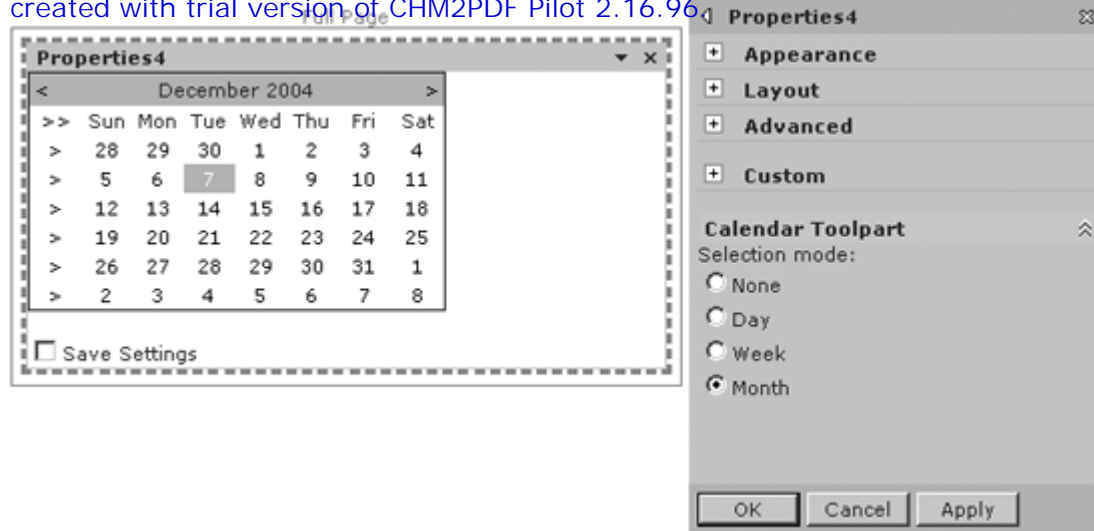 created with trial version of CHM2PDF Pilot 2.16.96.
Full Page
Properties4
< December 2004 >
>> Sun Mon Tue Wed Thu Fri Sat
> 28 29 30 1 2 3 4
> 5 6 7 8 9 10 11
> 12 13 14 15 16 17 18
> 19 20 21 22 23 24 25
> 26 27 28 29 30 31 1
> 2 3 4 5 6 7 8
Save Settings
Properties4
Appearance
Layout
Advanced
Custom
Calendar Toolpart
Selection mode:
None
Day
Week
Month
OK Cancel Apply